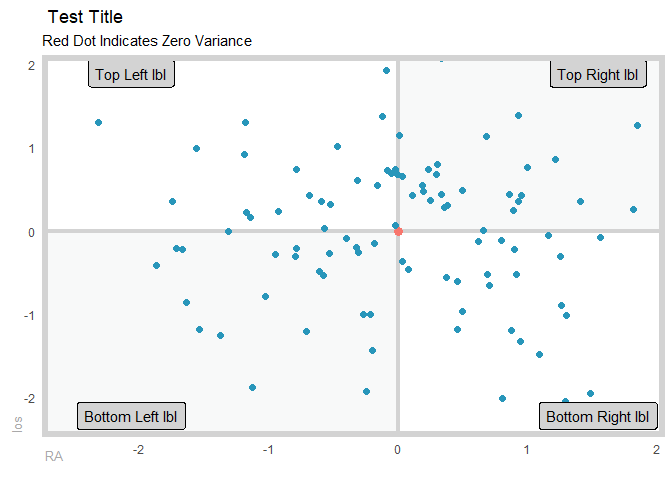 Test Title
Red Dot Indicates Zero Variance
2
Top Left lbl
Top Right lbl
1
0
-1
-2
Bottom Left lbl
Bottom Right lbl
los
-2
-1
0
1
2
RA